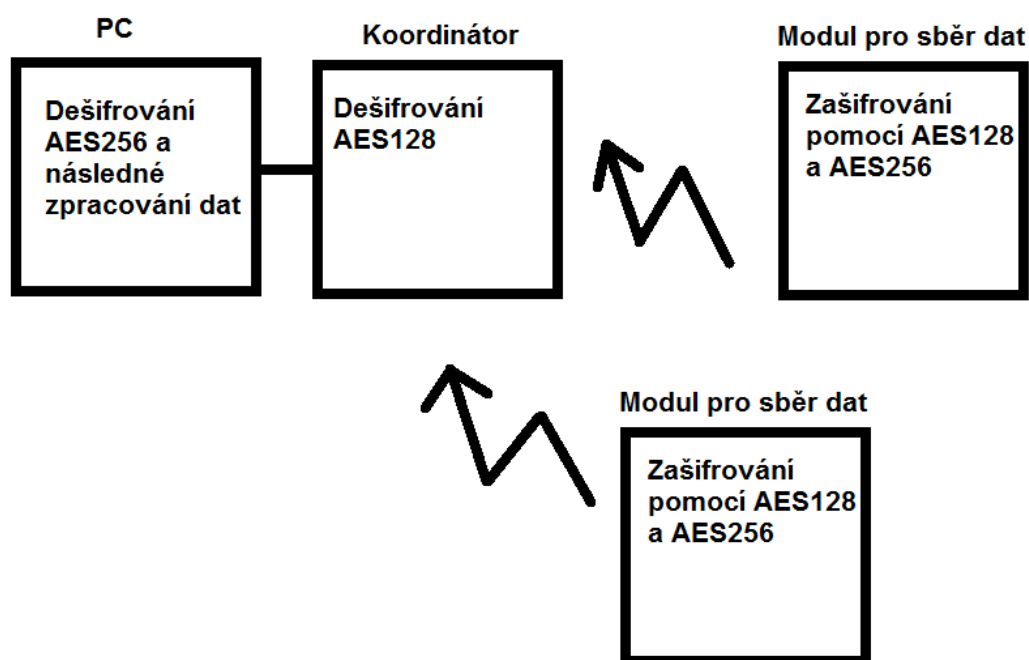 PC
Koordinátor
Modul pro sběr dat
Dešifrování
AES256 a
následné
zpracování dat
Dešifrování
AES128
Zašifrování
pomocí AES128
a AES256
Modul pro sběr dat
Zašifrování
pomocí AES128
a AES256